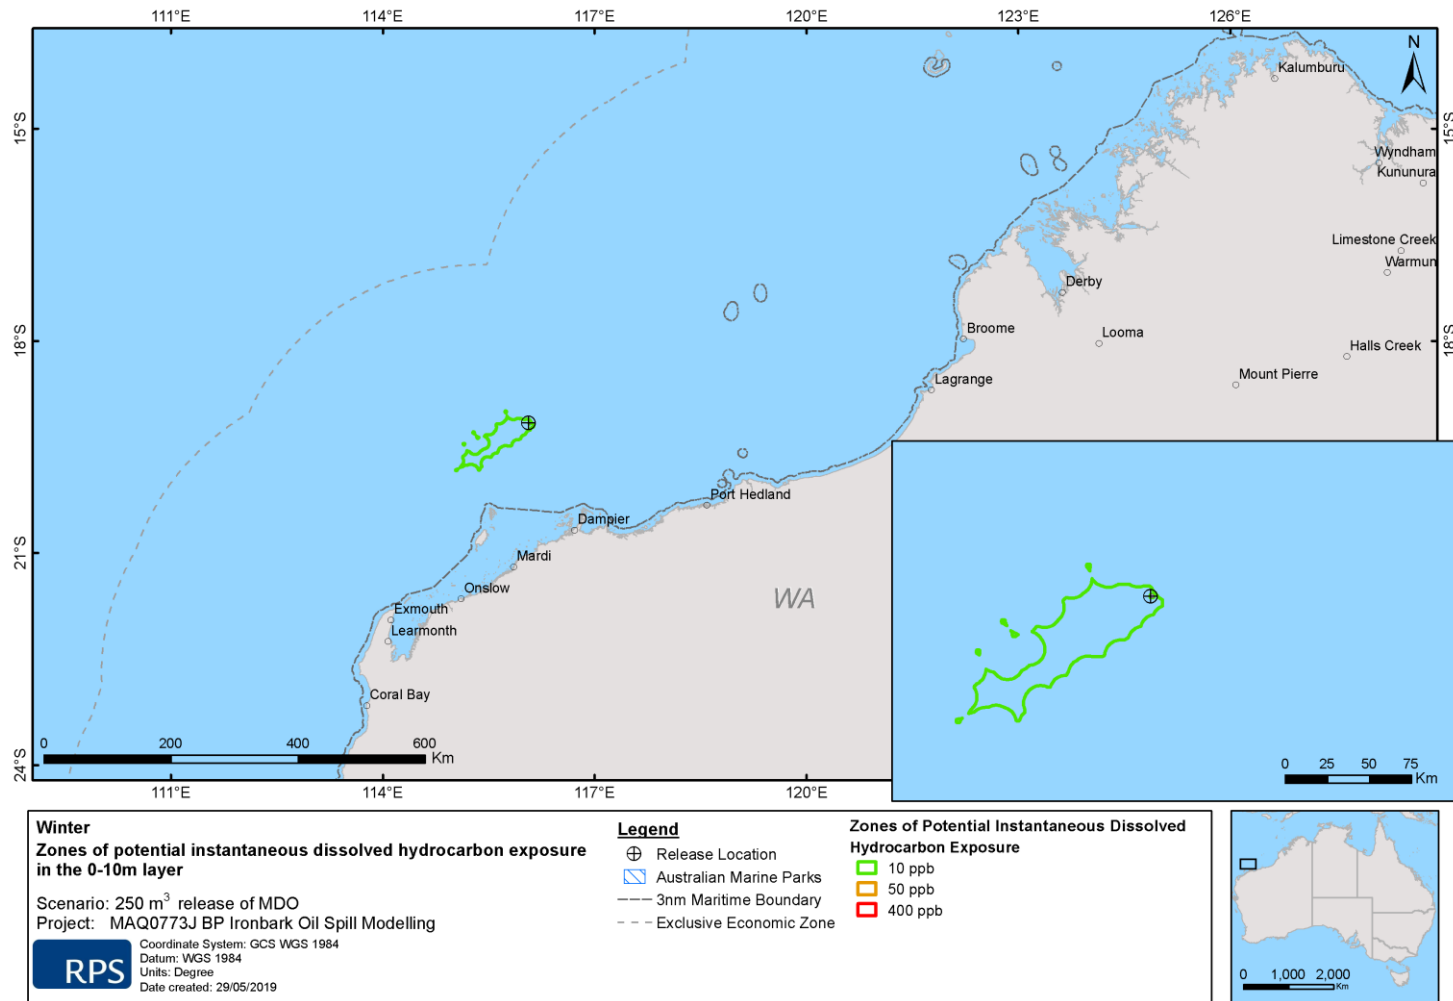 111°E 114°E 117°E 120°E 123°E 126°E
N
Kalumburu
15°S
15°S
Wyndham
Kununura
Limestone Creek
Warmun
Derby
Broome
Looma
18°S
18°S
Halls Creek
Lagrange
Mount Pierre
Port Hedland
Dampier
21°S
Mardi
Onslow
WA
Exmouth
Learmonth
Coral Bay
0 200 400 600
Km
24°S
0 25 50 75
Km
111°E 114°E 117°E 120°E
Winter
Zones of potential instantaneous dissolved hydrocarbon exposure
in the 0-10m layer
Scenario: 250 m³ release of MDO
Project: MAQ0773J BP Ironbark Oil Spill Modelling
RPS
Coordinate System: GCS WGS 1984
Datum: WGS 1984
Units: Degree
Date created: 29/05/2019
Legend
Release Location
Australian Marine Parks
3nm Maritime Boundary
Exclusive Economic Zone
Zones of Potential Instantaneous Dissolved
Hydrocarbon Exposure
10 ppb
50 ppb
400 ppb
0 1,000 2,000
Km